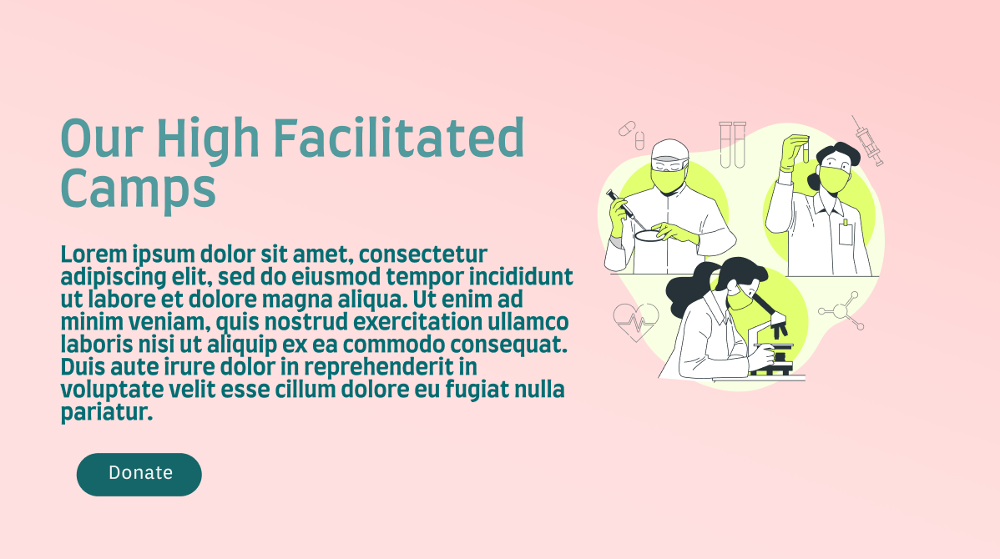 Our High Facilitated
Camps
Lorem ipsum dolor sit amet, consectetur
adipiscing elit, sed do eiusmod tempor incididunt
ut labore et dolore magna aliqua. Ut enim ad
minim veniam, quis nostrud exercitation ullamco
laboris nisi ut aliquip ex ea commodo consequat.
Duis aute irure dolor in reprehenderit in
voluptate velit esse cillum dolore eu fugiat nulla
pariatur.
Donate